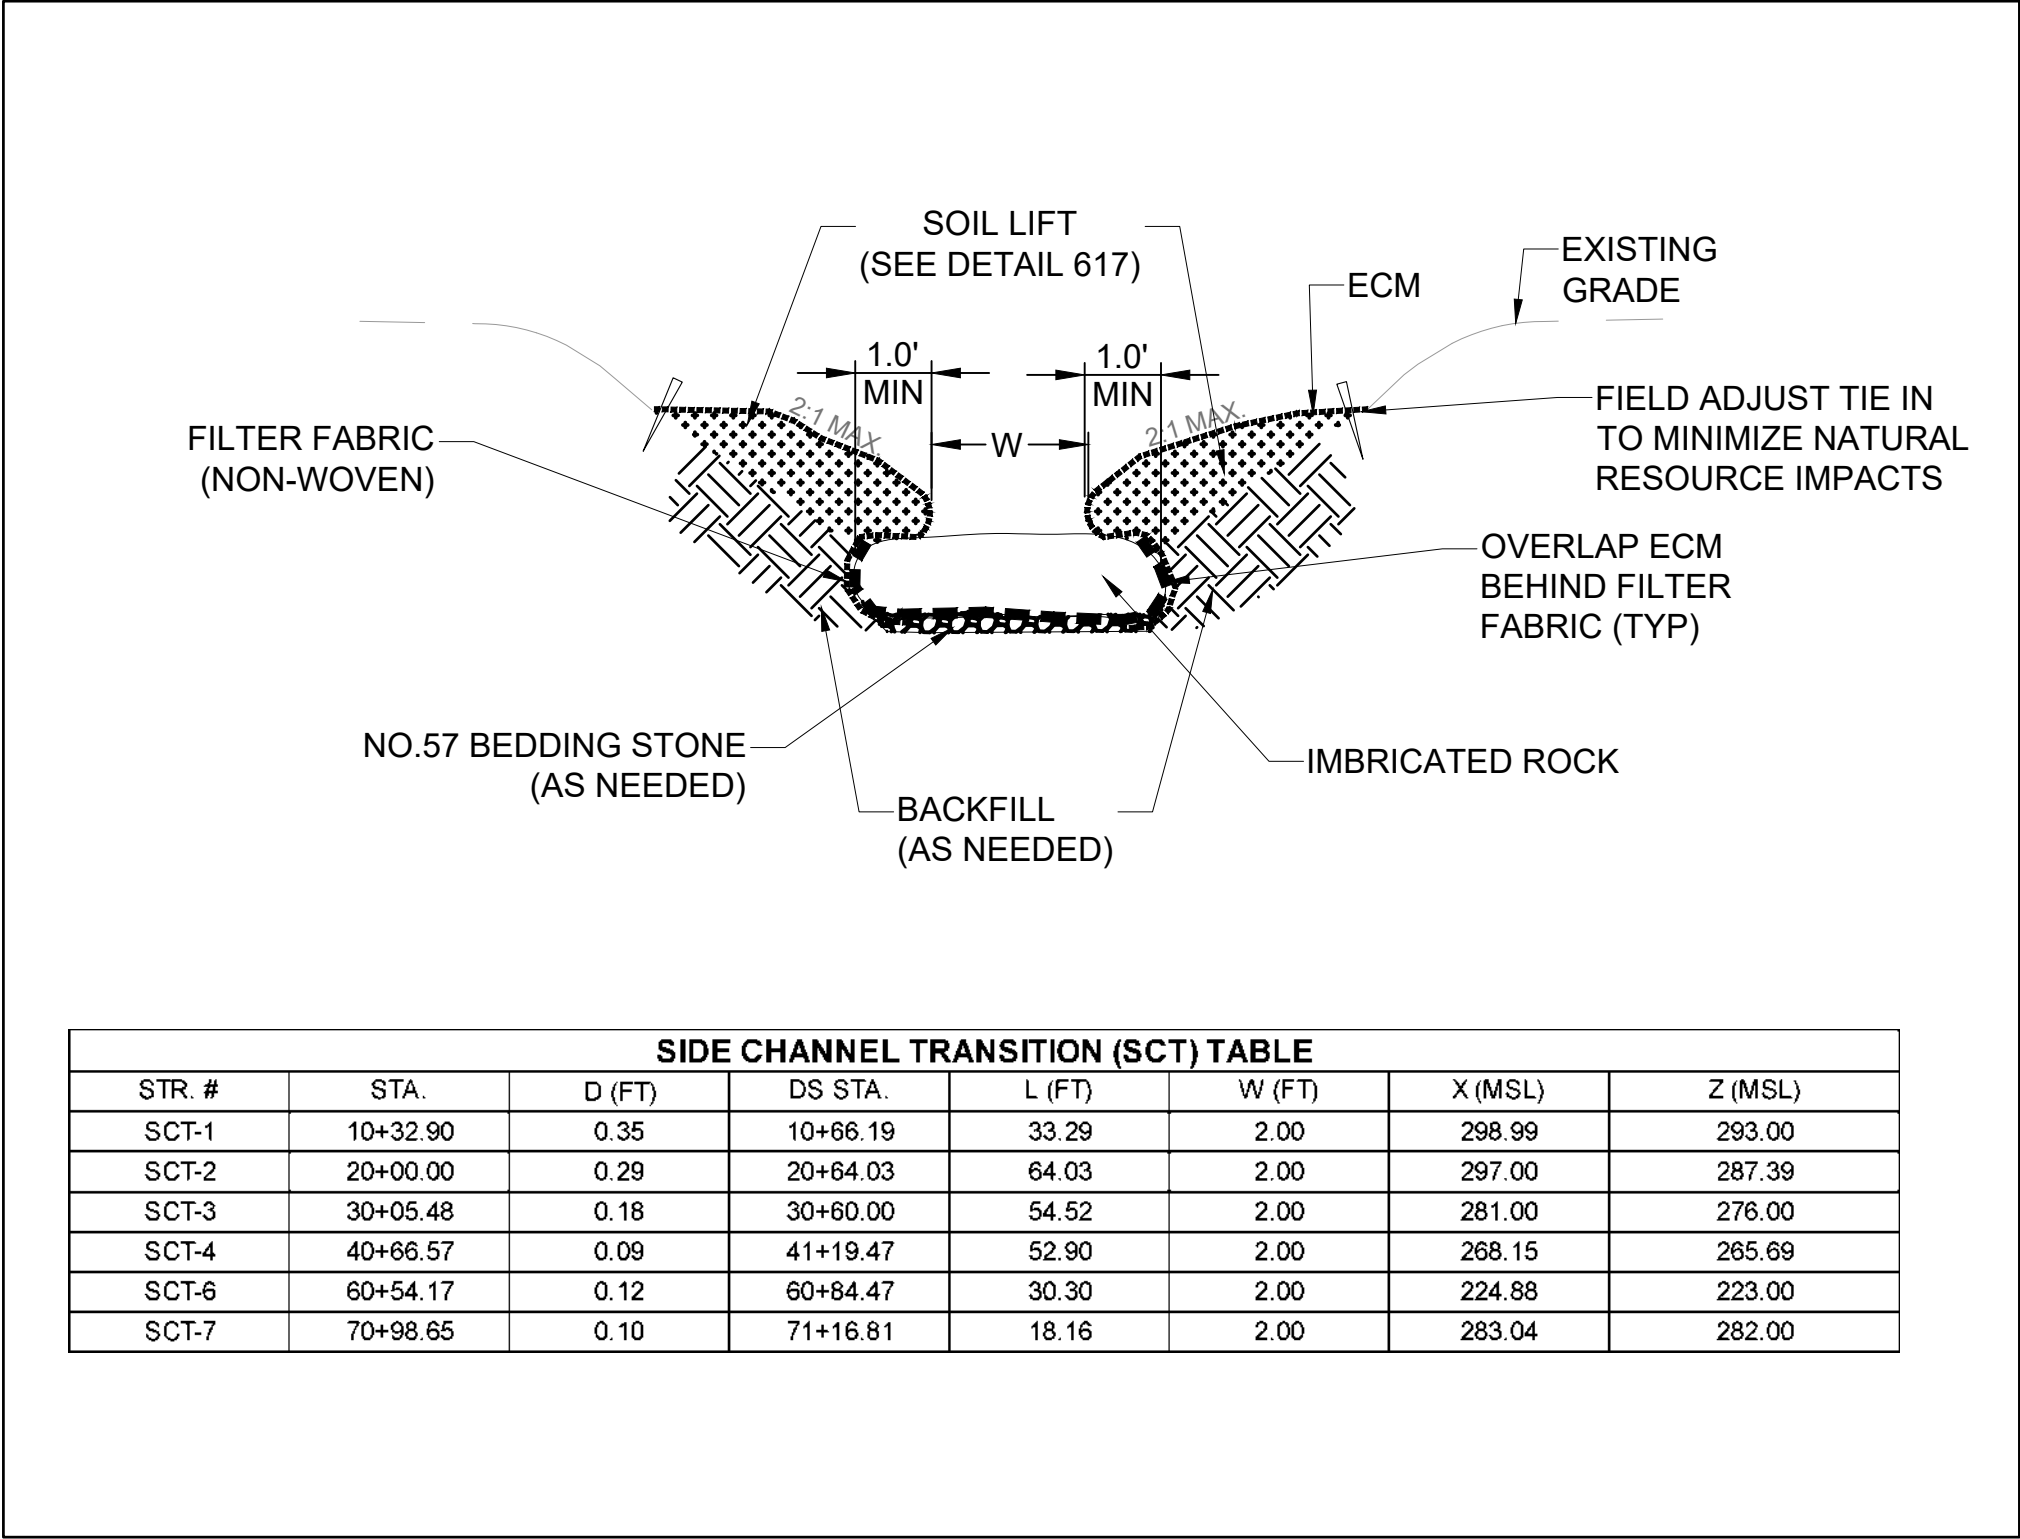 SOIL LIFT
(SEE DETAIL 617)
EXISTING
GRADE
ECM
1.0'
MIN
1.0'
MIN
2:1 MAX.
2:1 MAX.
W
FIELD ADJUST TIE IN
TO MINIMIZE NATURAL
RESOURCE IMPACTS
FILTER FABRIC
(NON-WOVEN)
OVERLAP ECM
BEHIND FILTER
FABRIC (TYP)
NO.57 BEDDING STONE
(AS NEEDED)
IMBRICATED ROCK
BACKFILL
(AS NEEDED)
SIDE CHANNEL TRANSITION (SCT) TABLE
STR. # STA. D (FT) DS STA. L (FT) W (FT) X (MSL) Z (MSL)
SCT-1 10+32.90 0.35 10+66.19 33.29 2.00 298.99 293.00
SCT-2 20+00.00 0.29 20+64.03 64.03 2.00 297.00 287.39
SCT-3 30+05.48 0.18 30+60.00 54.52 2.00 281.00 276.00
SCT-4 40+66.57 0.09 41+19.47 52.90 2.00 268.15 265.69
SCT-6 60+54.17 0.12 60+84.47 30.30 2.00 224.88 223.00
SCT-7 70+98.65 0.10 71+16.81 18.16 2.00 283.04 282.00